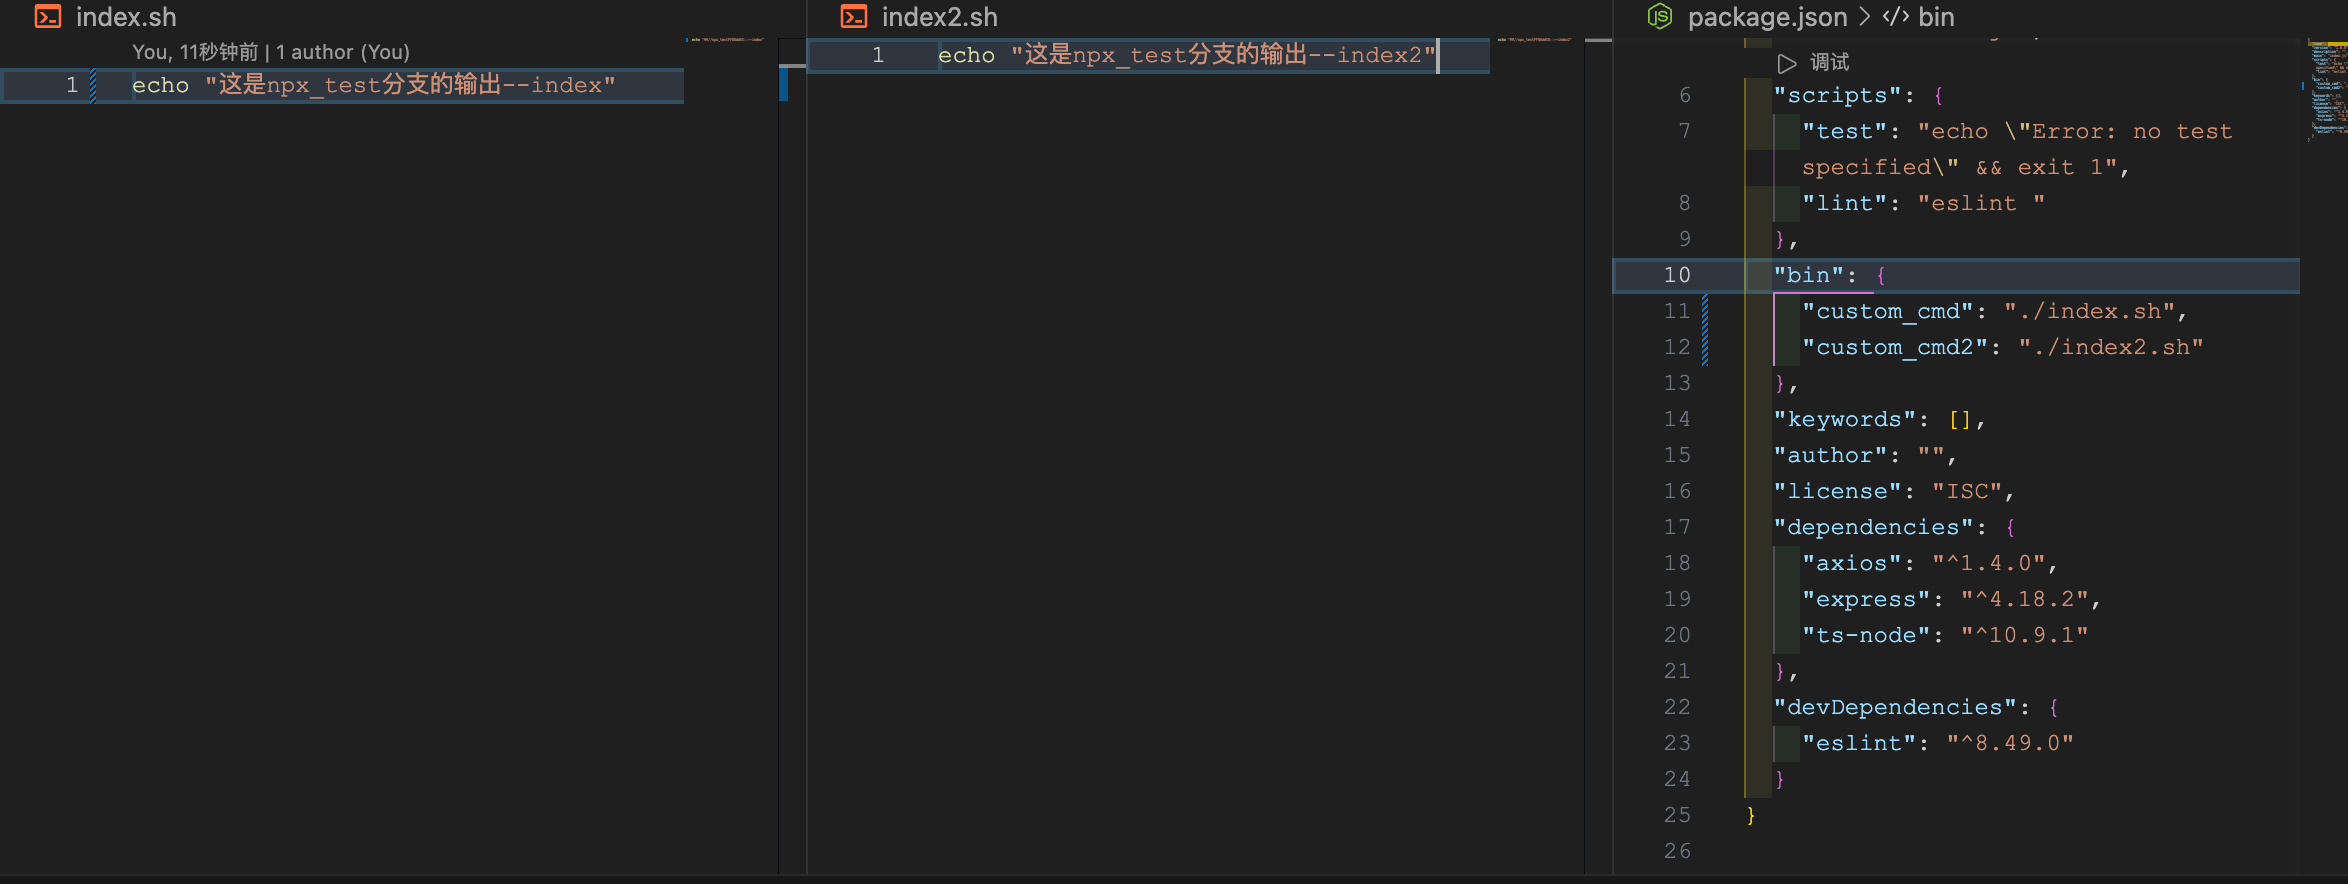 index.sh
You, 11秒钟前 | 1 author (You)
1 echo "这是npx_test分支的输出--index"
index2.sh
1 echo "这是npx_test分支的输出--index2"
package.json > </> bin
调试
6 "scripts": {
7 "test": "echo \"Error: no test
specified\" && exit 1",
8 "lint": "eslint "
9 },
10 "bin": {
11 "custom_cmd": "./index.sh",
12 "custom_cmd2": "./index2.sh"
13 },
14 "keywords": [],
15 "author": "",
16 "license": "ISC",
17 "dependencies": {
18 "axios": "^1.4.0",
19 "express": "^4.18.2",
20 "ts-node": "^10.9.1"
21 },
22 "devDependencies": {
23 "eslint": "^8.49.0"
24 }
25 }
26